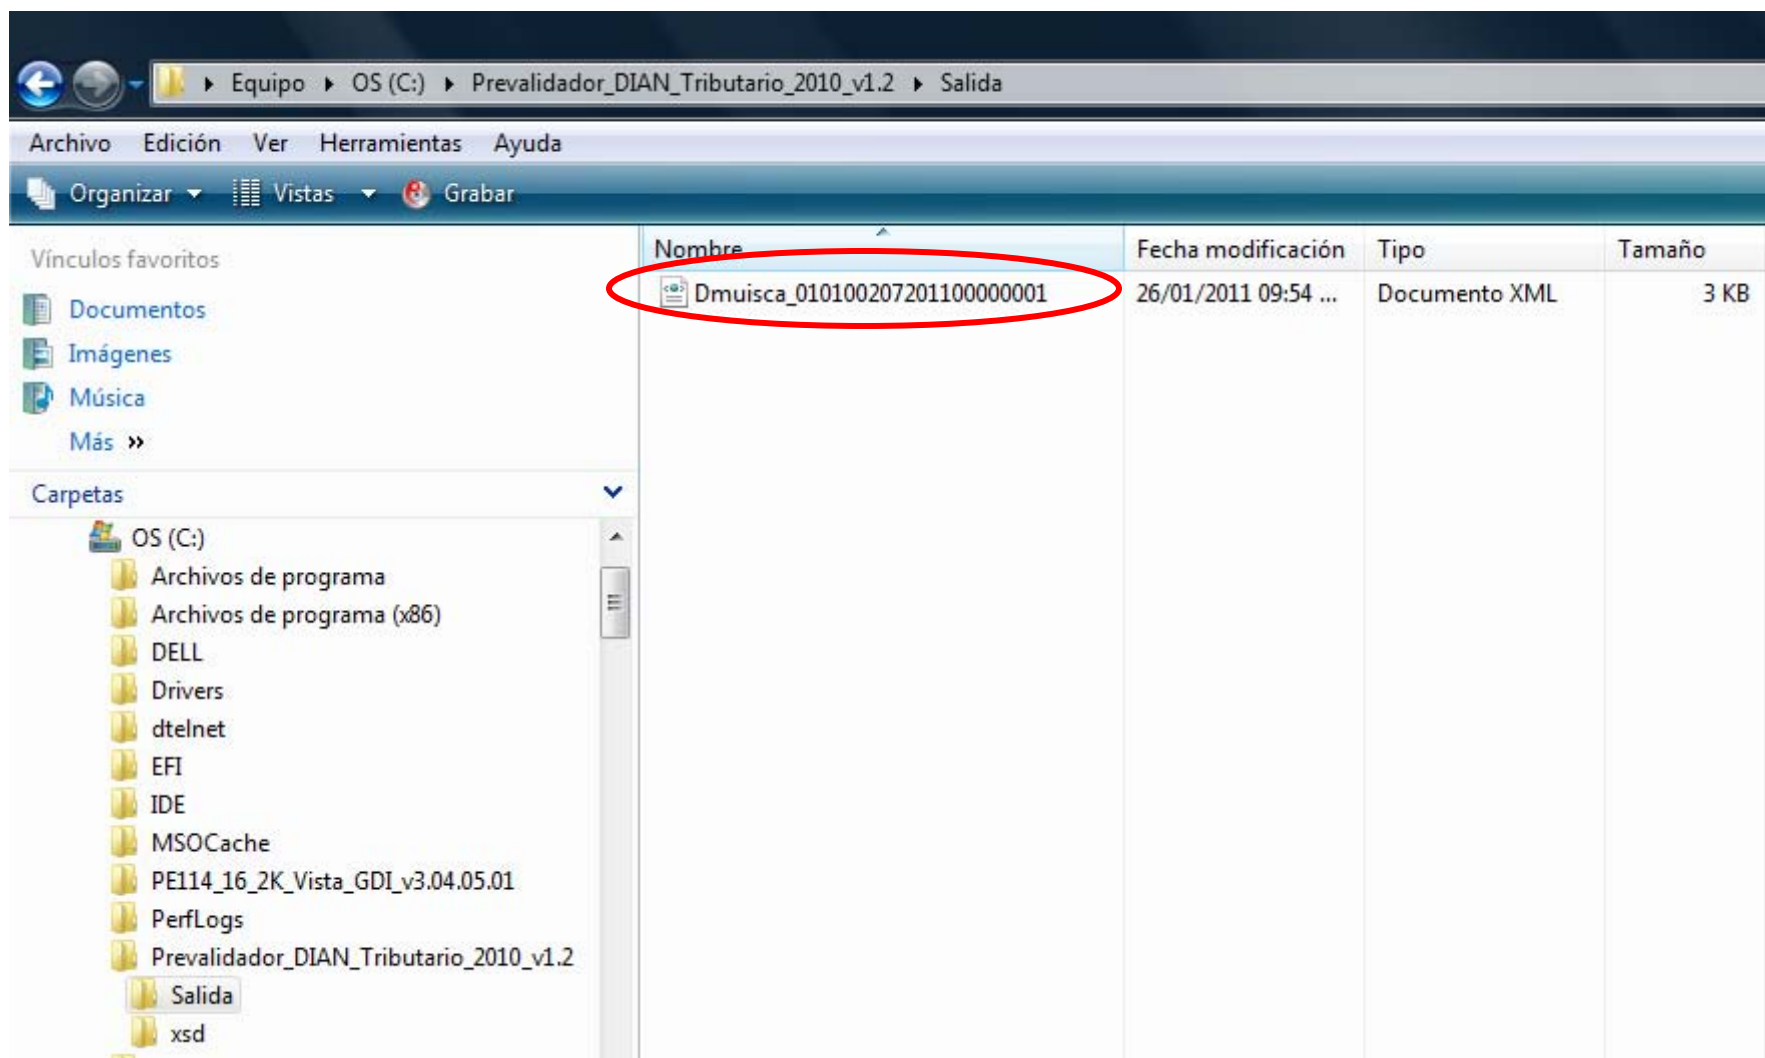 Equipo OS (C:) Prevalidador_DIAN_Tributario_2010_v1.2 Salida
Archivo Edición Ver Herramientas Ayuda
Organizar Vistas Grabar
Vínculos favoritos
Documentos
Imágenes
Música
Más »
Carpetas
OS (C:)
Archivos de programa
Archivos de programa (x86)
DELL
Drivers
dtelnet
EFI
IDE
MSOCache
PE114_16_2K_Vista_GDI_v3.04.05.01
PerfLogs
Prevalidador_DIAN_Tributario_2010_v1.2
Salida
xsd
Nombre Fecha modificación Tipo Tamaño
Dmuisca_010100207201100000001 26/01/2011 09:54 ... Documento XML 3 KB